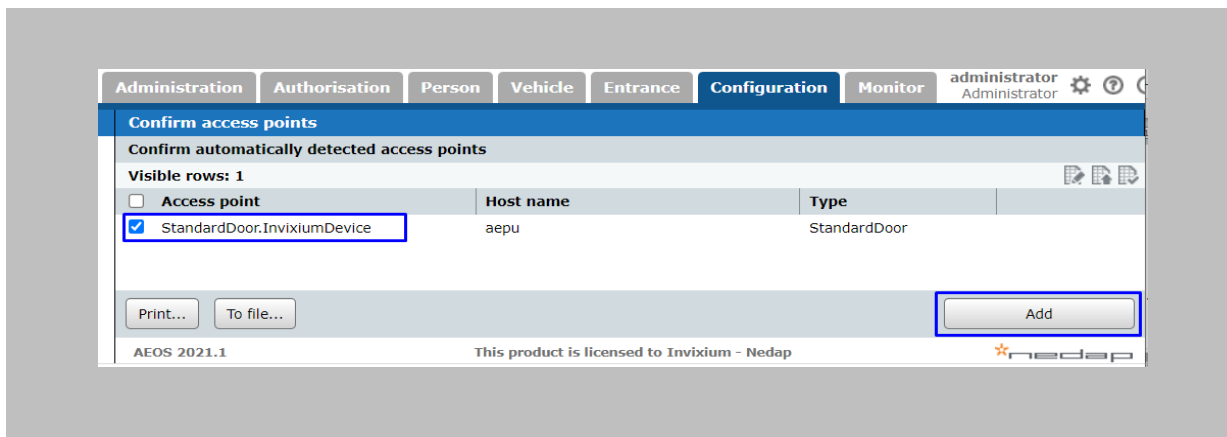 Administration Authorisation Person Vehicle Entrance Configuration Monitor administrator
Administrator
Confirm access points
Confirm automatically detected access points
Visible rows: 1
Access point Host name Type
StandardDoor.InvixiumDevice aepu StandardDoor
Print... To file... Add
AEOS 2021.1 This product is licensed to Invixium - Nedap nedap